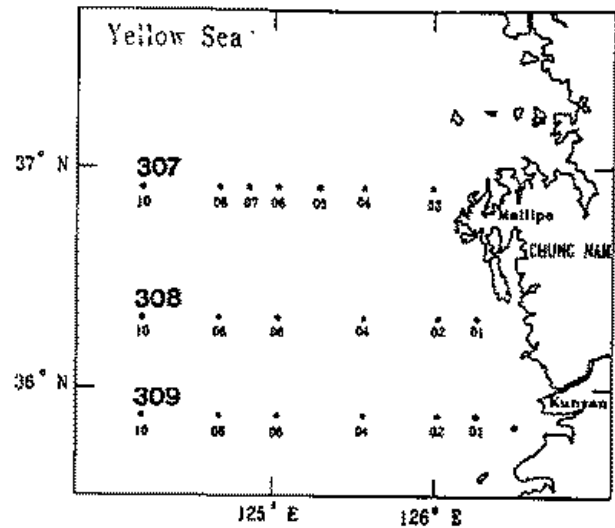 Yellow Sea
37° N
307
10 08 07 06 05 04 03
Mallipo
CHUNG NAM
308
10 08 06 04 02 01
36° N
309
10 08 06 04 02 01
Kunsan
125° E 126° E